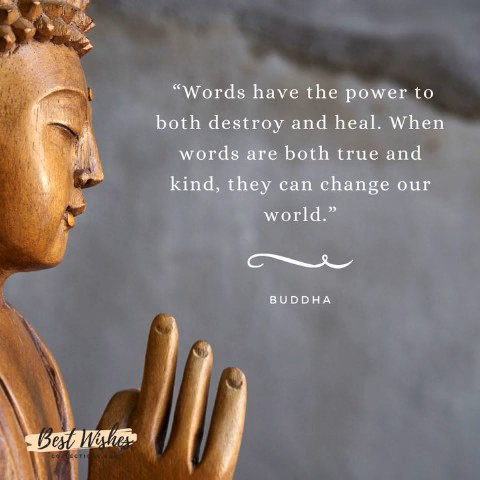 “Words have the power to
both destroy and heal. When
words are both true and
kind, they can change our
world.”
BUDDHA
Best Wishes